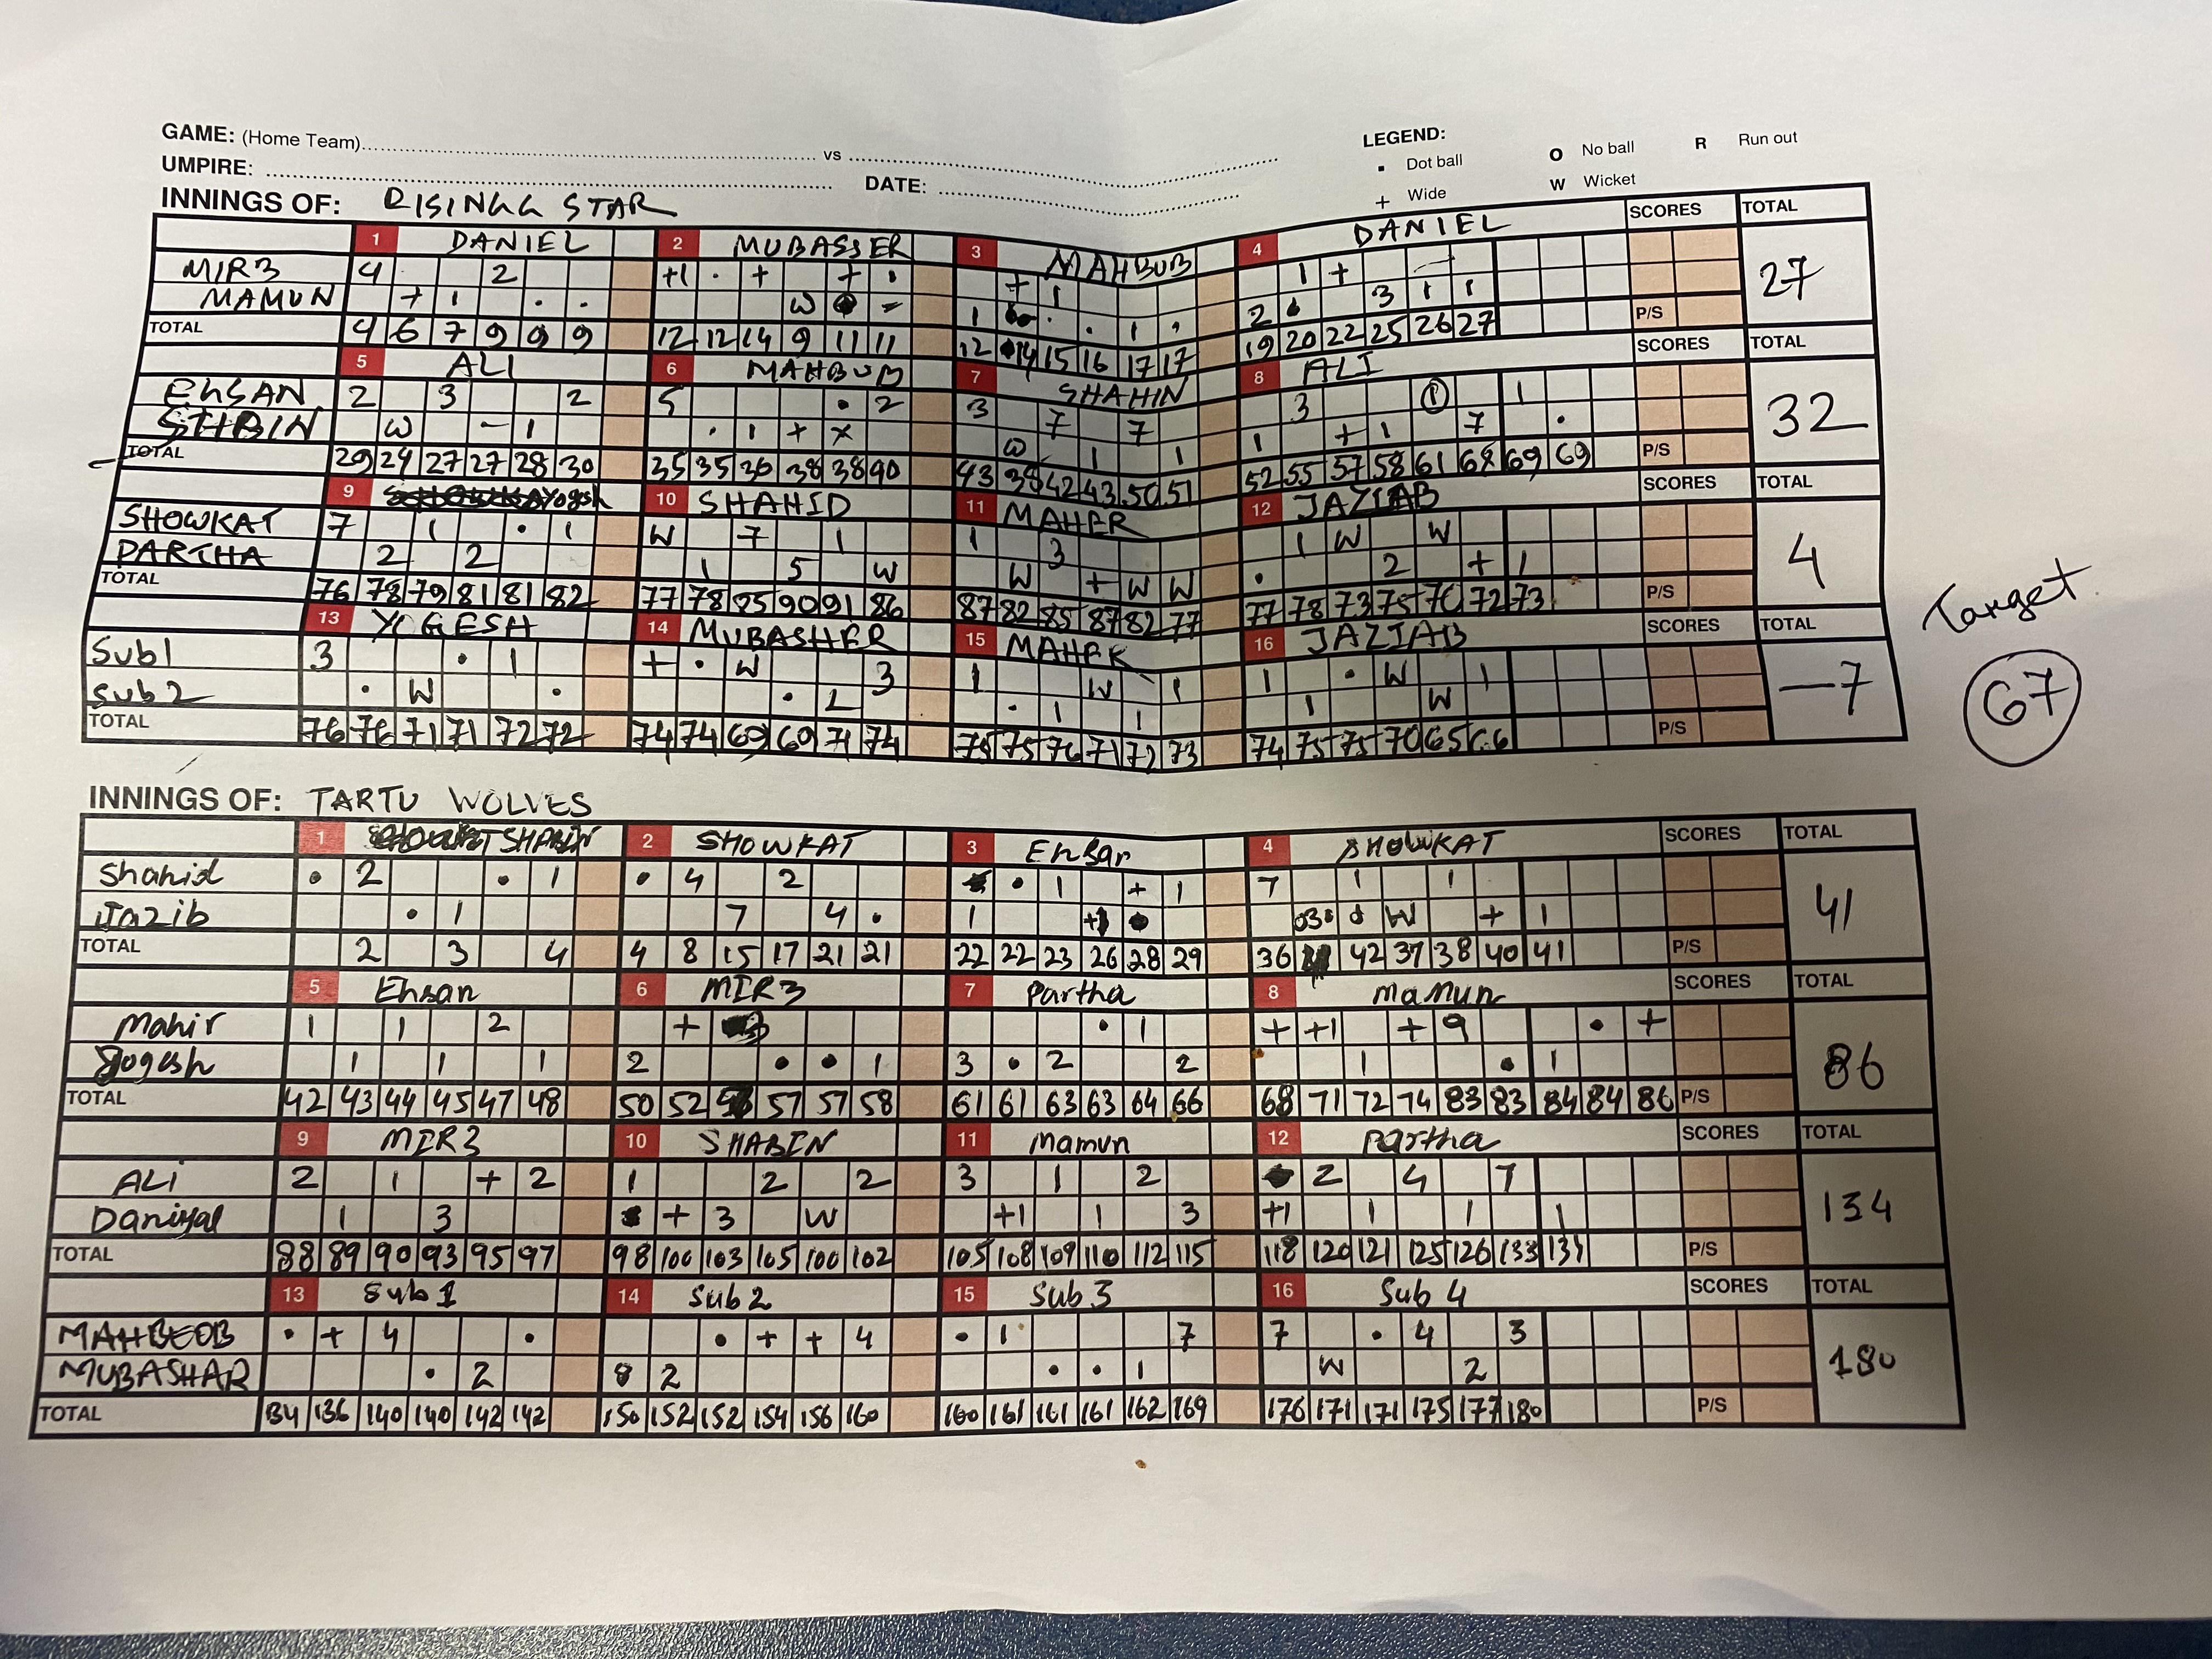 GAME: (Home Team) vs
UMPIRE: DATE:
LEGEND:
▪ Dot ball O No ball R Run out
+ Wide W Wicket
INNINGS OF: RISINGG STAR
1 DANIEL 2 MUBASSER 3 MAHBUB 4 DANIEL SCORES TOTAL
MIR3 4 2 +1 · + + · + 1 1 + 27
MAMUN + 1 · · W 1 · · 1 2 3 1 1 P/S
TOTAL 4 6 7 9 9 9 12 12 14 9 11 11 12 14 15 16 17 17 19 20 22 25 26 27
5 ALI 6 MAHBUB 7 SHAHIN 8 ALI SCORES TOTAL
EhSAN 2 3 2 5 · 2 3 7 7 3 1 1 32
W - 1 · 1 + × W 1 1 1 + 1 7 · P/S
TOTAL 29 24 27 27 28 30 35 35 36 38 38 40 43 38 42 43 50 51 52 55 57 58 61 68 69 69
9 Yogesh 10 SHAHID 11 MAHER 12 JAZIAB SCORES TOTAL
SHOWKAT 7 1 · 1 W 7 1 1 3 1 W W 4
PARTHA 2 2 1 5 W W + W W · 2 + 1 P/S
TOTAL 76 78 79 81 81 82 77 78 85 90 91 86 87 82 85 87 82 77 77 78 73 75 70 72 73
Target
67
13 YOGESH 14 MUBASHER 15 MAHER 16 JAZIAB SCORES TOTAL
Sub1 3 · 1 + · W 3 1 W 1 1 · W 1 -7
Sub2 · W · · 2 · 1 1 1 W P/S
TOTAL 76 76 71 71 72 72 74 74 69 69 71 74 75 75 76 71 72 73 74 75 75 70 65 66
INNINGS OF: TARTU WOLVES
1 SHABIN 2 SHOWKAT 3 Ehsan 4 SHOWKAT SCORES TOTAL
Shahid · 2 · 1 · 4 2 · 1 + 1 7 1 1 41
Jazib · 1 7 4 · 1 +1 W + 1
TOTAL 2 3 4 4 8 15 17 21 21 22 22 23 26 28 29 36 42 37 38 40 41 P/S
5 Ehsan 6 MIR3 7 Partha 8 Mamun SCORES TOTAL
Mahir 1 1 2 + · 1 + +1 + 9 · + 86
Yogesh 1 1 1 2 · · 1 3 · 2 2 1 · 1
TOTAL 42 43 44 45 47 48 50 52 57 57 58 61 61 63 63 64 66 68 71 72 74 83 83 84 84 86 P/S
9 MIR3 10 SHABIN 11 Mamun 12 Partha SCORES TOTAL
ALI 2 1 + 2 1 2 2 3 1 2 2 4 7 134
Daniyal 1 3 + 3 W +1 1 3 +1 1 1 1
TOTAL 88 89 90 93 95 97 98 100 103 105 100 102 105 108 109 110 112 115 118 120 121 125 126 133 P/S
13 Sub 1 14 Sub 2 15 Sub 3 16 Sub 4 SCORES TOTAL
MAHBEOB · + 4 · · + + 4 · 1 7 7 · 4 3 180
MUBASHAR · 2 8 2 · · 1 W 2
TOTAL 134 136 140 140 142 142 150 152 152 154 156 160 160 161 161 161 162 169 176 171 171 175 177 180 P/S